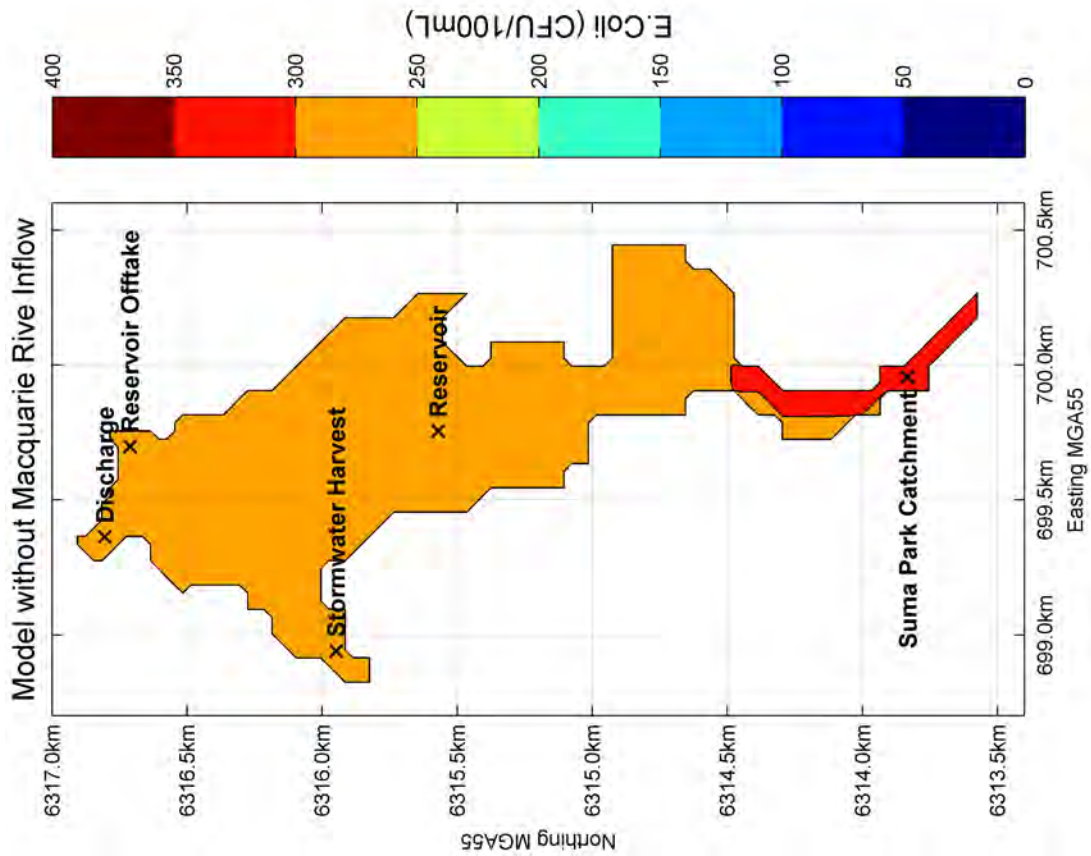 Model without Macquarie Rive Inflow
6317.0km
6316.5km
6316.0km
6315.5km
6315.0km
6314.5km
6314.0km
6313.5km
Northing MGA55
699.0km
699.5km
700.0km
700.5km
Easting MGA55
Discharge
Reservoir Offtake
Stormwater Harvest
Reservoir
Suma Park Catchment
400
350
300
250
200
150
100
50
0
E.Coli (CFU/100mL)